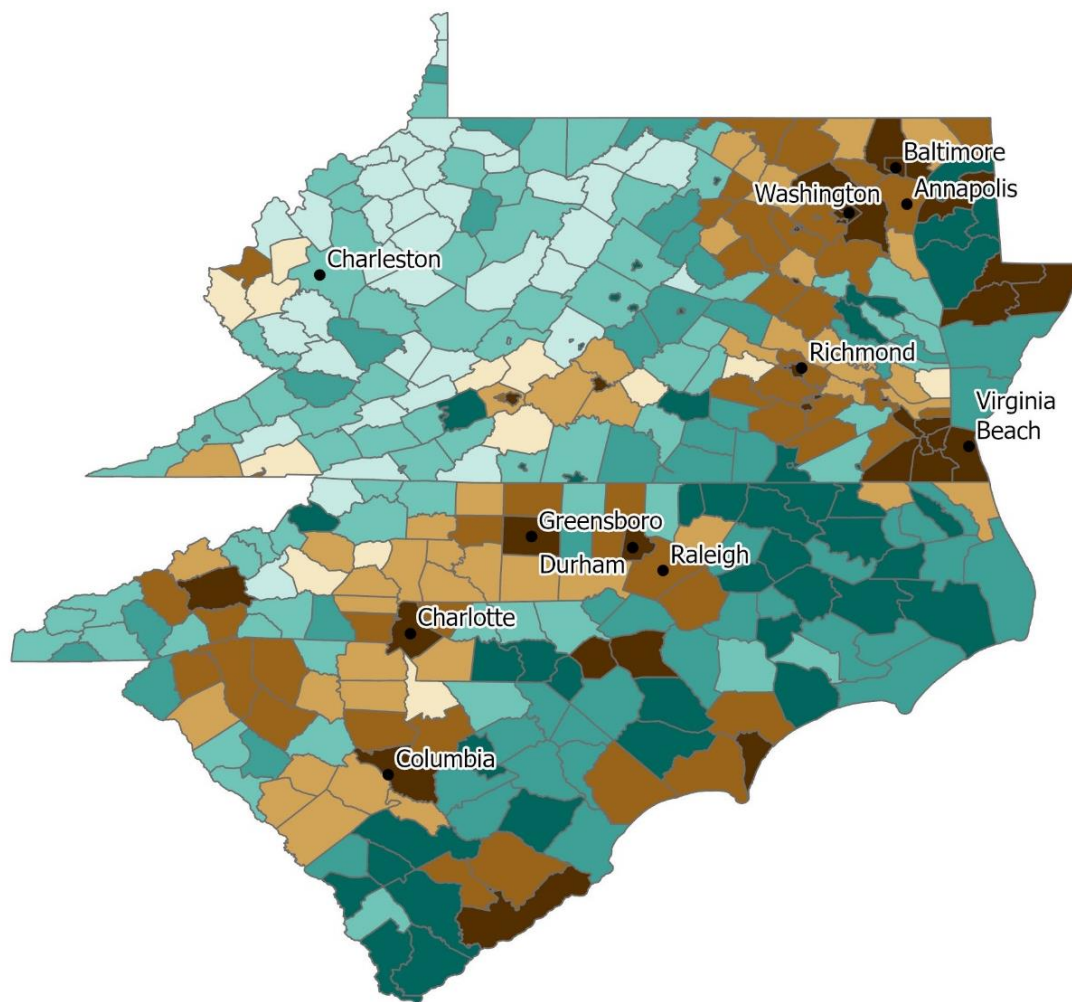 Baltimore
Washington
Annapolis
Charleston
Richmond
Virginia
Beach
Greensboro
Durham
Raleigh
Charlotte
Columbia